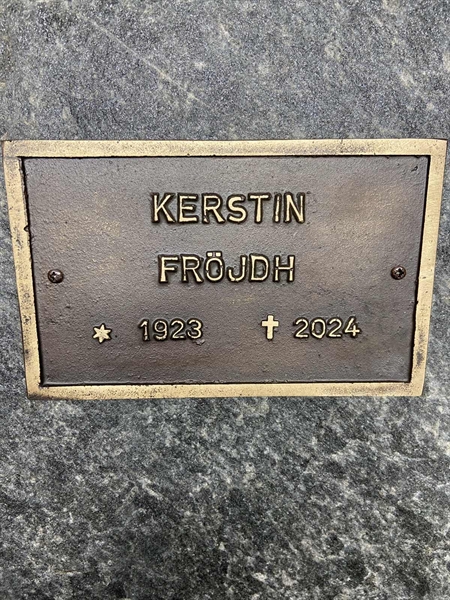 KERSTIN
FRÖJDH
* 1923 ✝ 2024